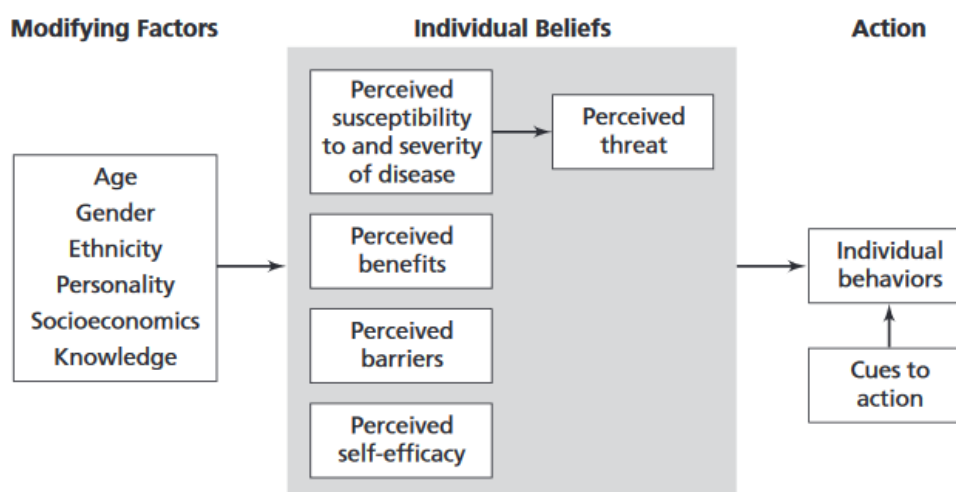 Modifying Factors
Individual Beliefs
Action
Age
Gender
Ethnicity
Personality
Socioeconomics
Knowledge
Perceived
susceptibility
to and severity
of disease
Perceived
threat
Perceived
benefits
Perceived
barriers
Perceived
self-efficacy
Individual
behaviors
Cues to
action